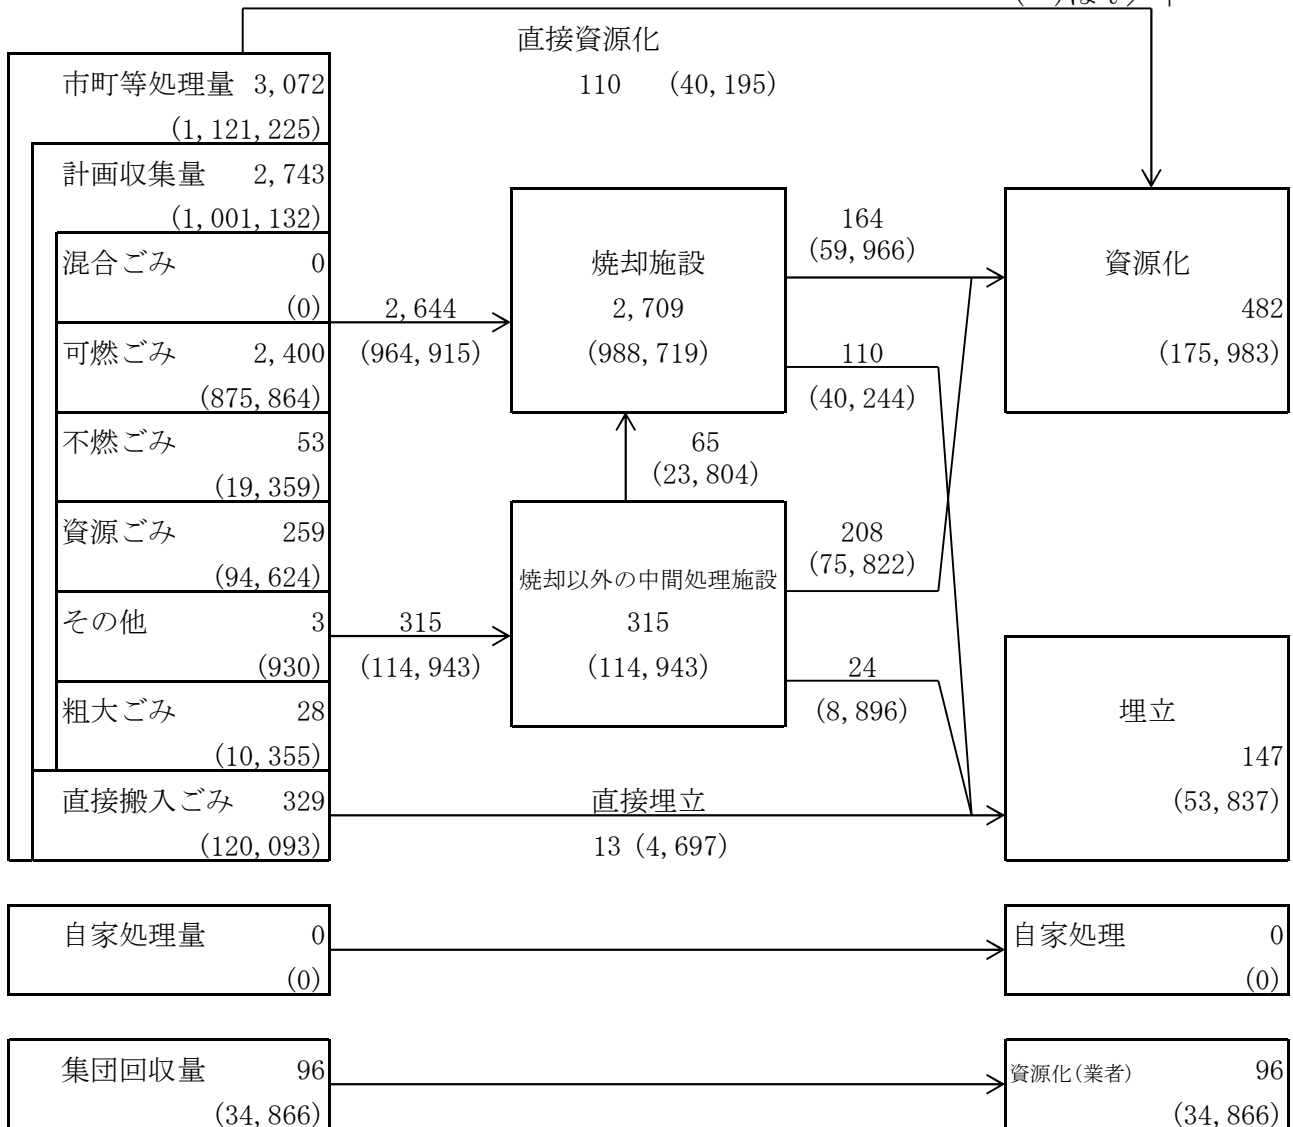 直接資源化
110 (40,195)
市町等処理量 3,072
(1,121,225)
計画収集量 2,743
(1,001,132)
混合ごみ 0
(0)
可燃ごみ 2,400
(875,864)
不燃ごみ 53
(19,359)
資源ごみ 259
(94,624)
その他 3
(930)
粗大ごみ 28
(10,355)
直接搬入ごみ 329
(120,093)
2,644
(964,915)
315
(114,943)
焼却施設
2,709
(988,719)
65
(23,804)
焼却以外の中間処理施設
315
(114,943)
164
(59,966)
110
(40,244)
208
(75,822)
24
(8,896)
直接埋立
13 (4,697)
資源化
482
(175,983)
埋立
147
(53,837)
自家処理量 0
(0)
自家処理 0
(0)
集団回収量 96
(34,866)
資源化(業者) 96
(34,866)